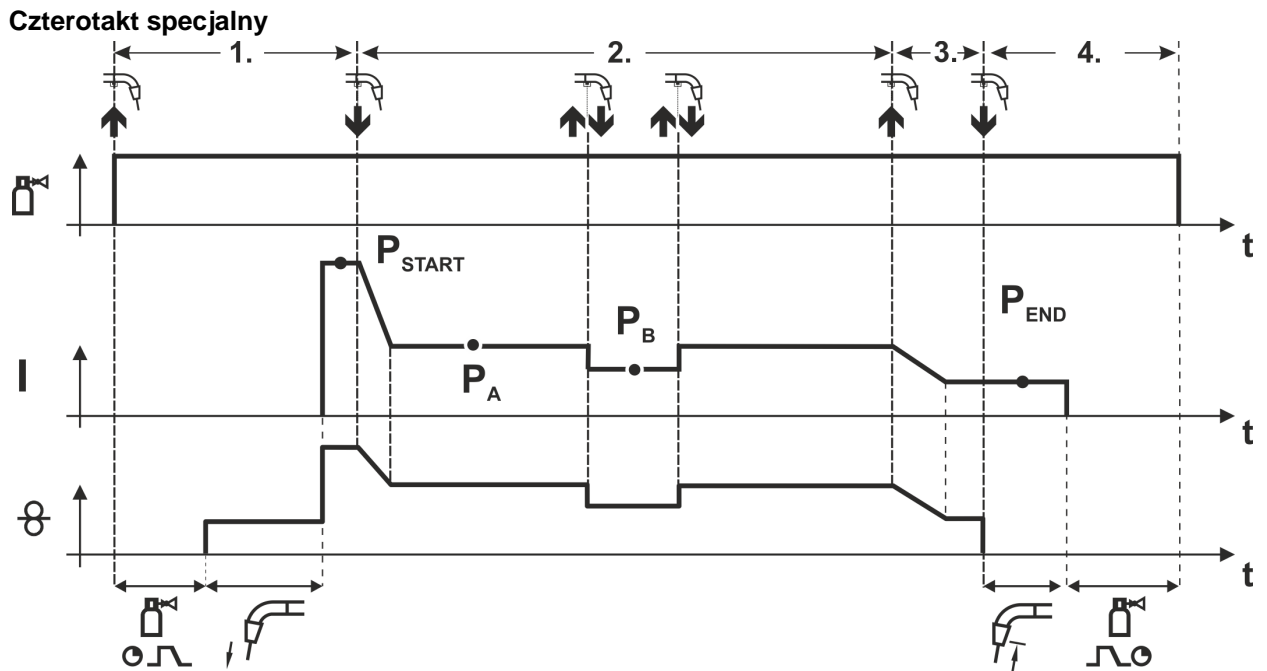 Czterotakt specjalny
1. 2. 3. 4.
t
P START
P B
P END
P A
I
t
t